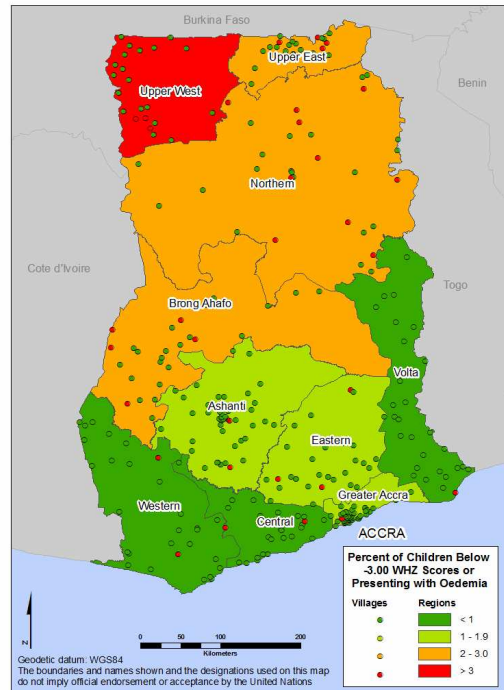 Burkina Faso
Upper East
Benin
Upper West
Northern
Cote d'Ivoire
Togo
Brong Ahafo
Volta
Ashanti
Eastern
Greater Accra
Western
Central
ACCRA
Percent of Children Below
-3.00 WHZ Scores or
Presenting with Oedemia
Villages Regions
< 1
1 - 1.9
2 - 3.0
> 3
N
0 50 100 200
Kilometers
Geodetic datum: WGS84
The boundaries and names shown and the designations used on this map
do not imply official endorsement or acceptance by the United Nations